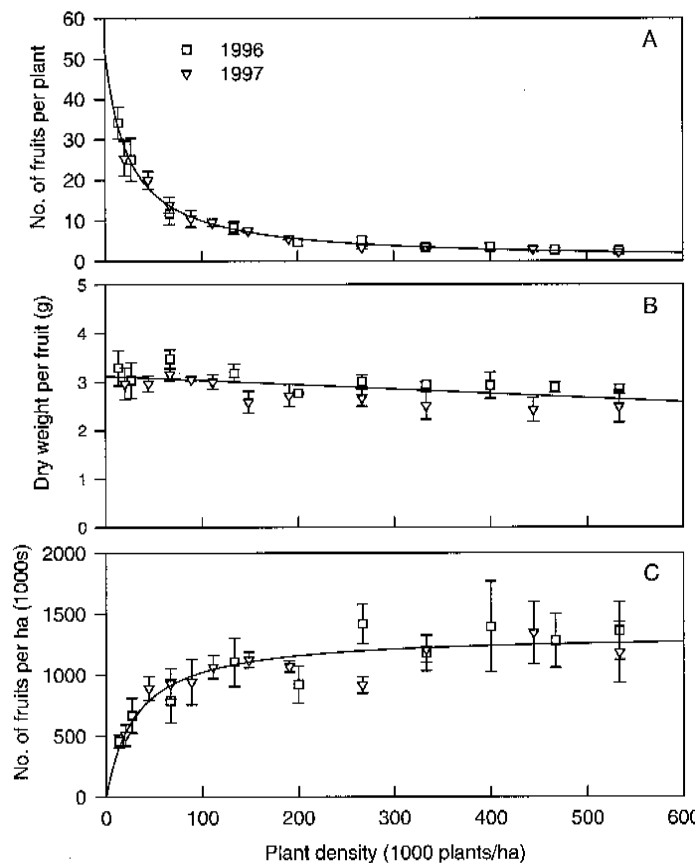 60
50
40
30
20
10
0
No. of fruits per plant
A
1996
1997
5
4
3
2
1
0
Dry weight per fruit (g)
B
2000
1500
1000
500
0
No. of fruits per ha (1000s)
C
0 100 200 300 400 500 600
Plant density (1000 plants/ha)